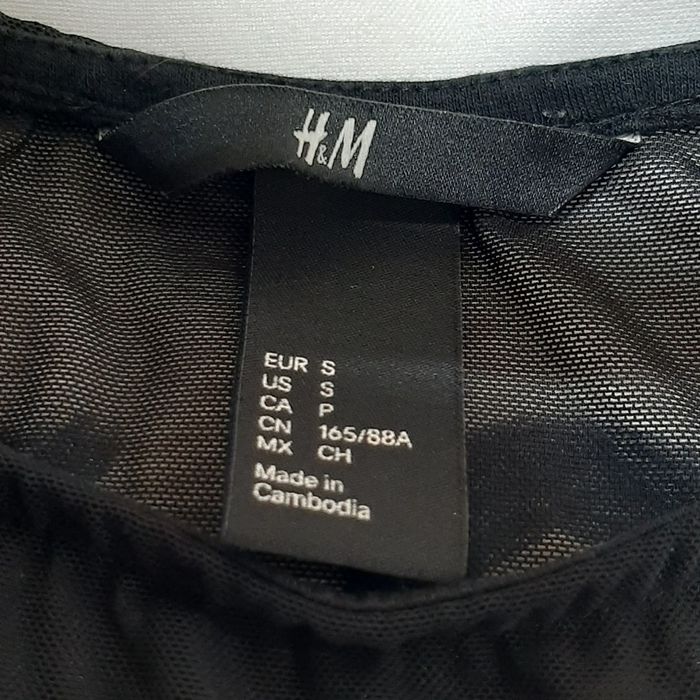 H&M
EUR S
US S
CA P
CN 165/88A
MX CH
Made in
Cambodia